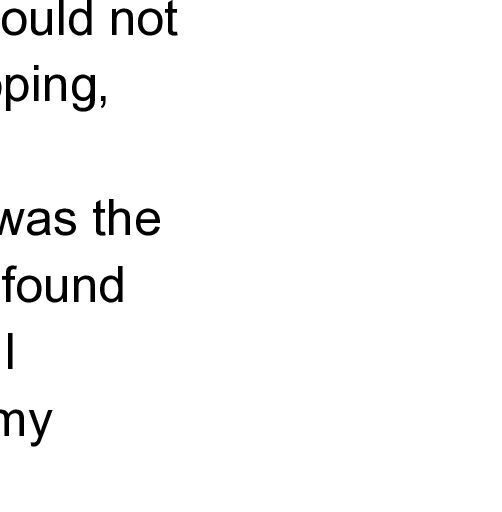 ould not
pping,
was the
found
I
my